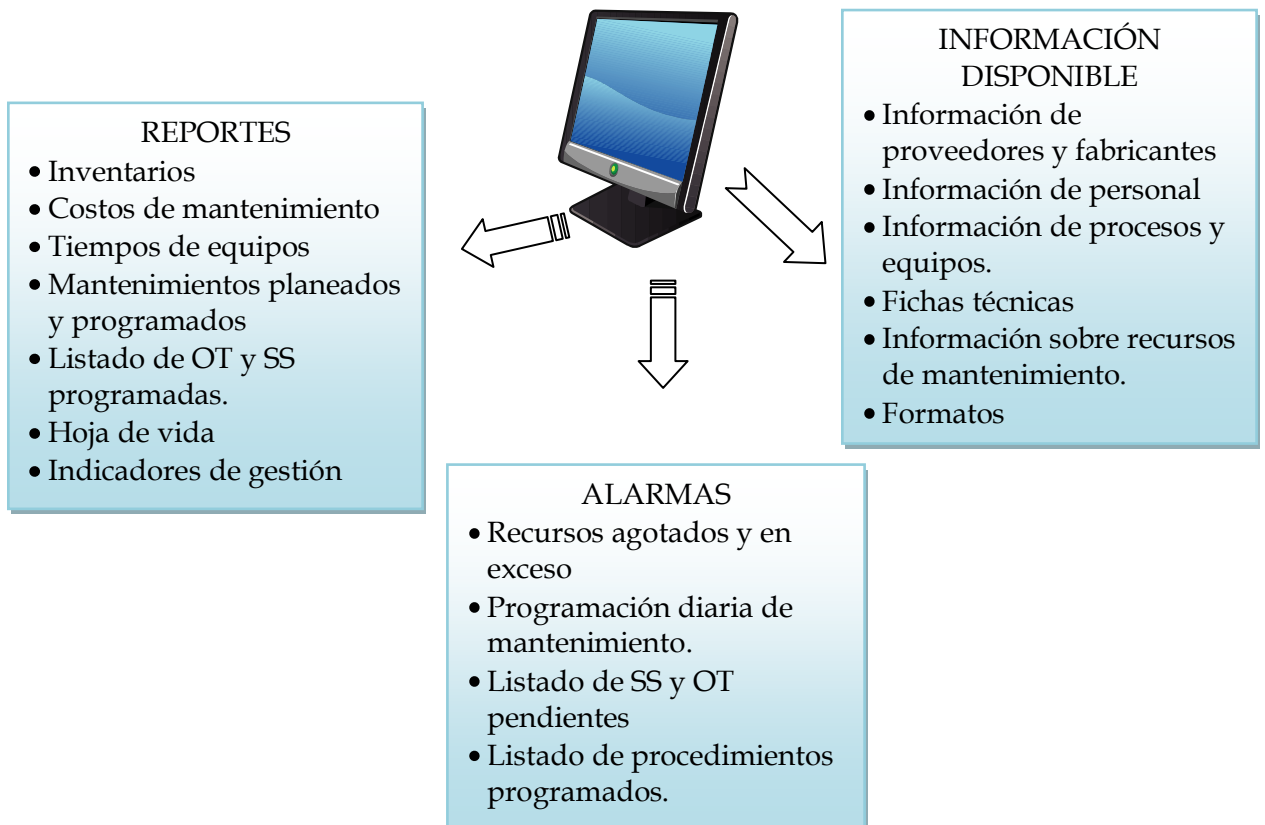 REPORTES
• Inventarios
• Costos de mantenimiento
• Tiempos de equipos
• Mantenimientos planeados
y programados
• Listado de OT y SS
programadas.
• Hoja de vida
• Indicadores de gestión
INFORMACIÓN
DISPONIBLE
• Información de
proveedores y fabricantes
• Información de personal
• Información de procesos y
equipos.
• Fichas técnicas
• Información sobre recursos
de mantenimiento.
• Formatos
ALARMAS
• Recursos agotados y en
exceso
• Programación diaria de
mantenimiento.
• Listado de SS y OT
pendientes
• Listado de procedimientos
programados.